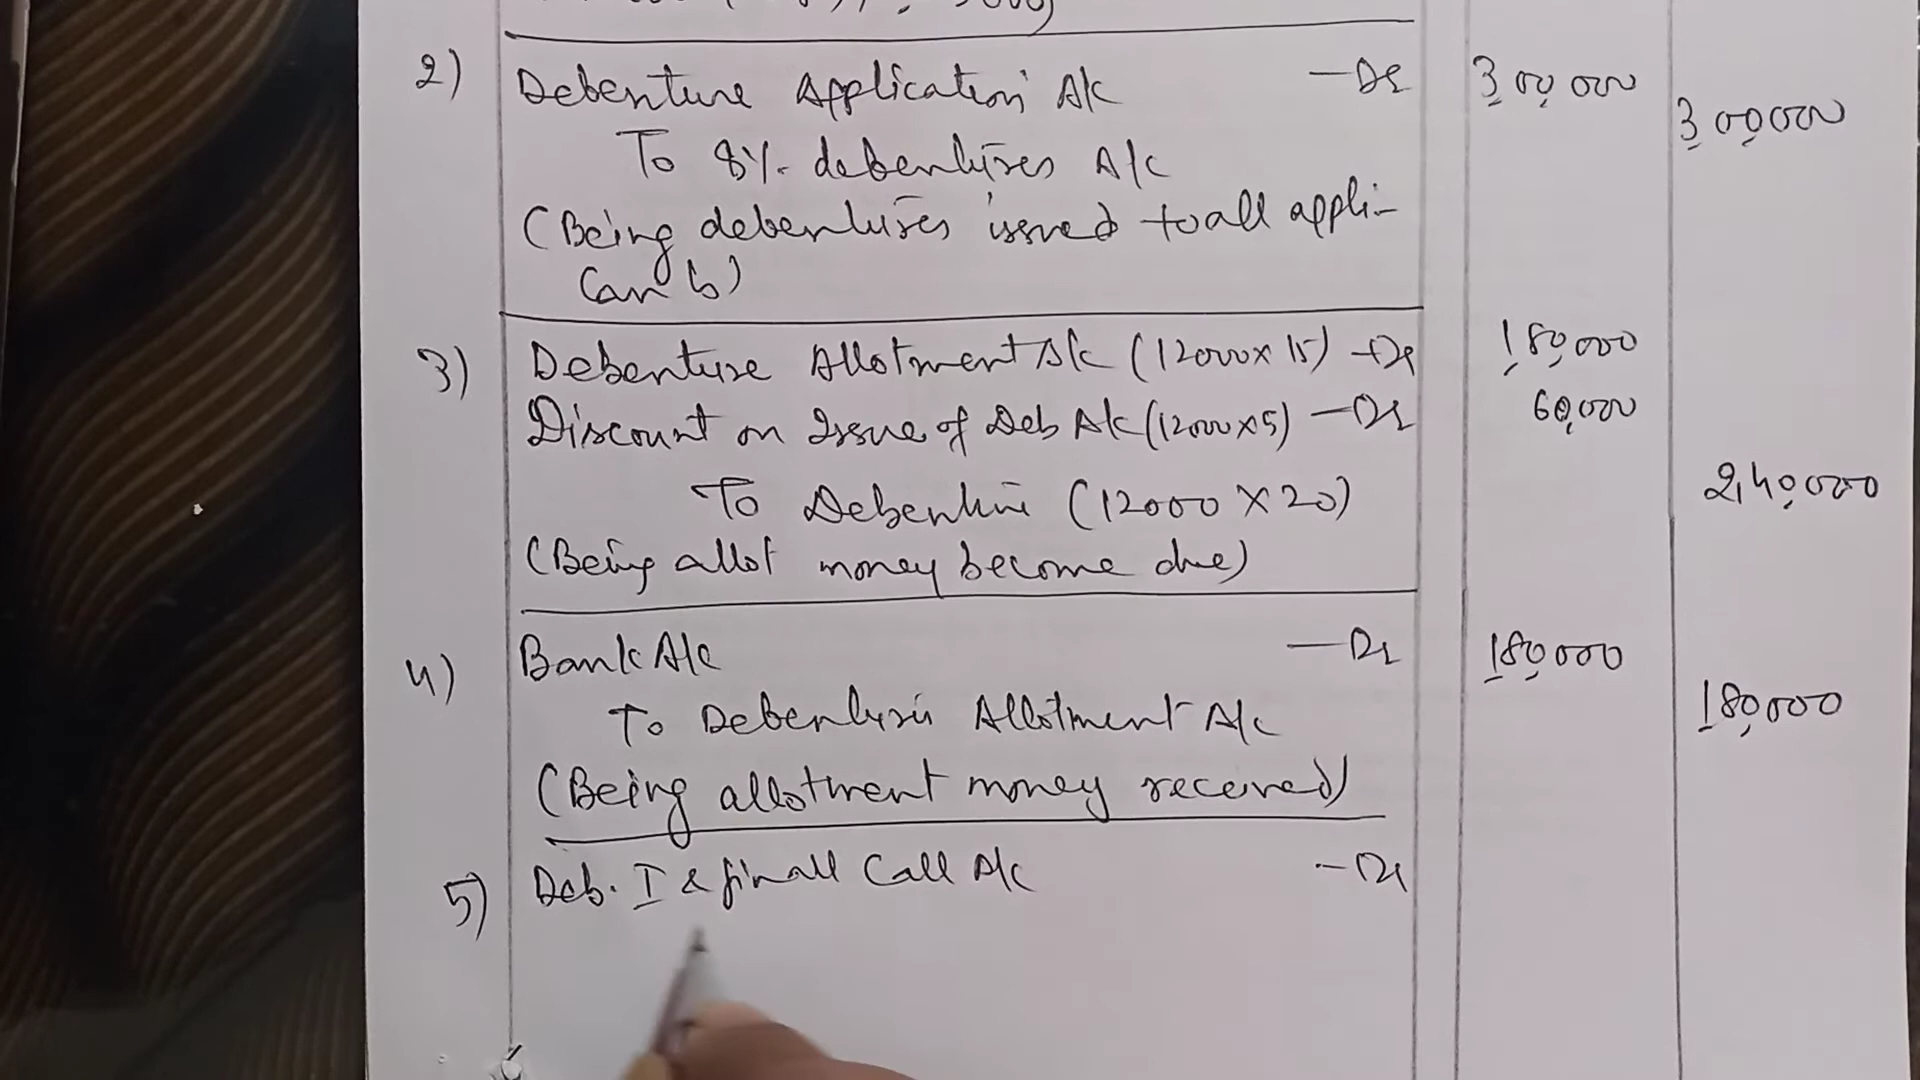 2) Debenture Application A/c —Dr 3,00,000
To 8% debentures A/c 3,00,000
(Being debentures issued to all appli-
cants)
3) Debenture Allotment A/c (12000×15) —Dr 1,80,000
Discount on Issue of Deb A/c (12000×5) —Dr 60,000
To Debenture (12000×20) 2,40,000
(Being allot money become due)
4) Bank A/c —Dr 1,80,000
To Debenture Allotment A/c 1,80,000
(Being allotment money received)
5) Deb. I & finall Call A/c —Dr